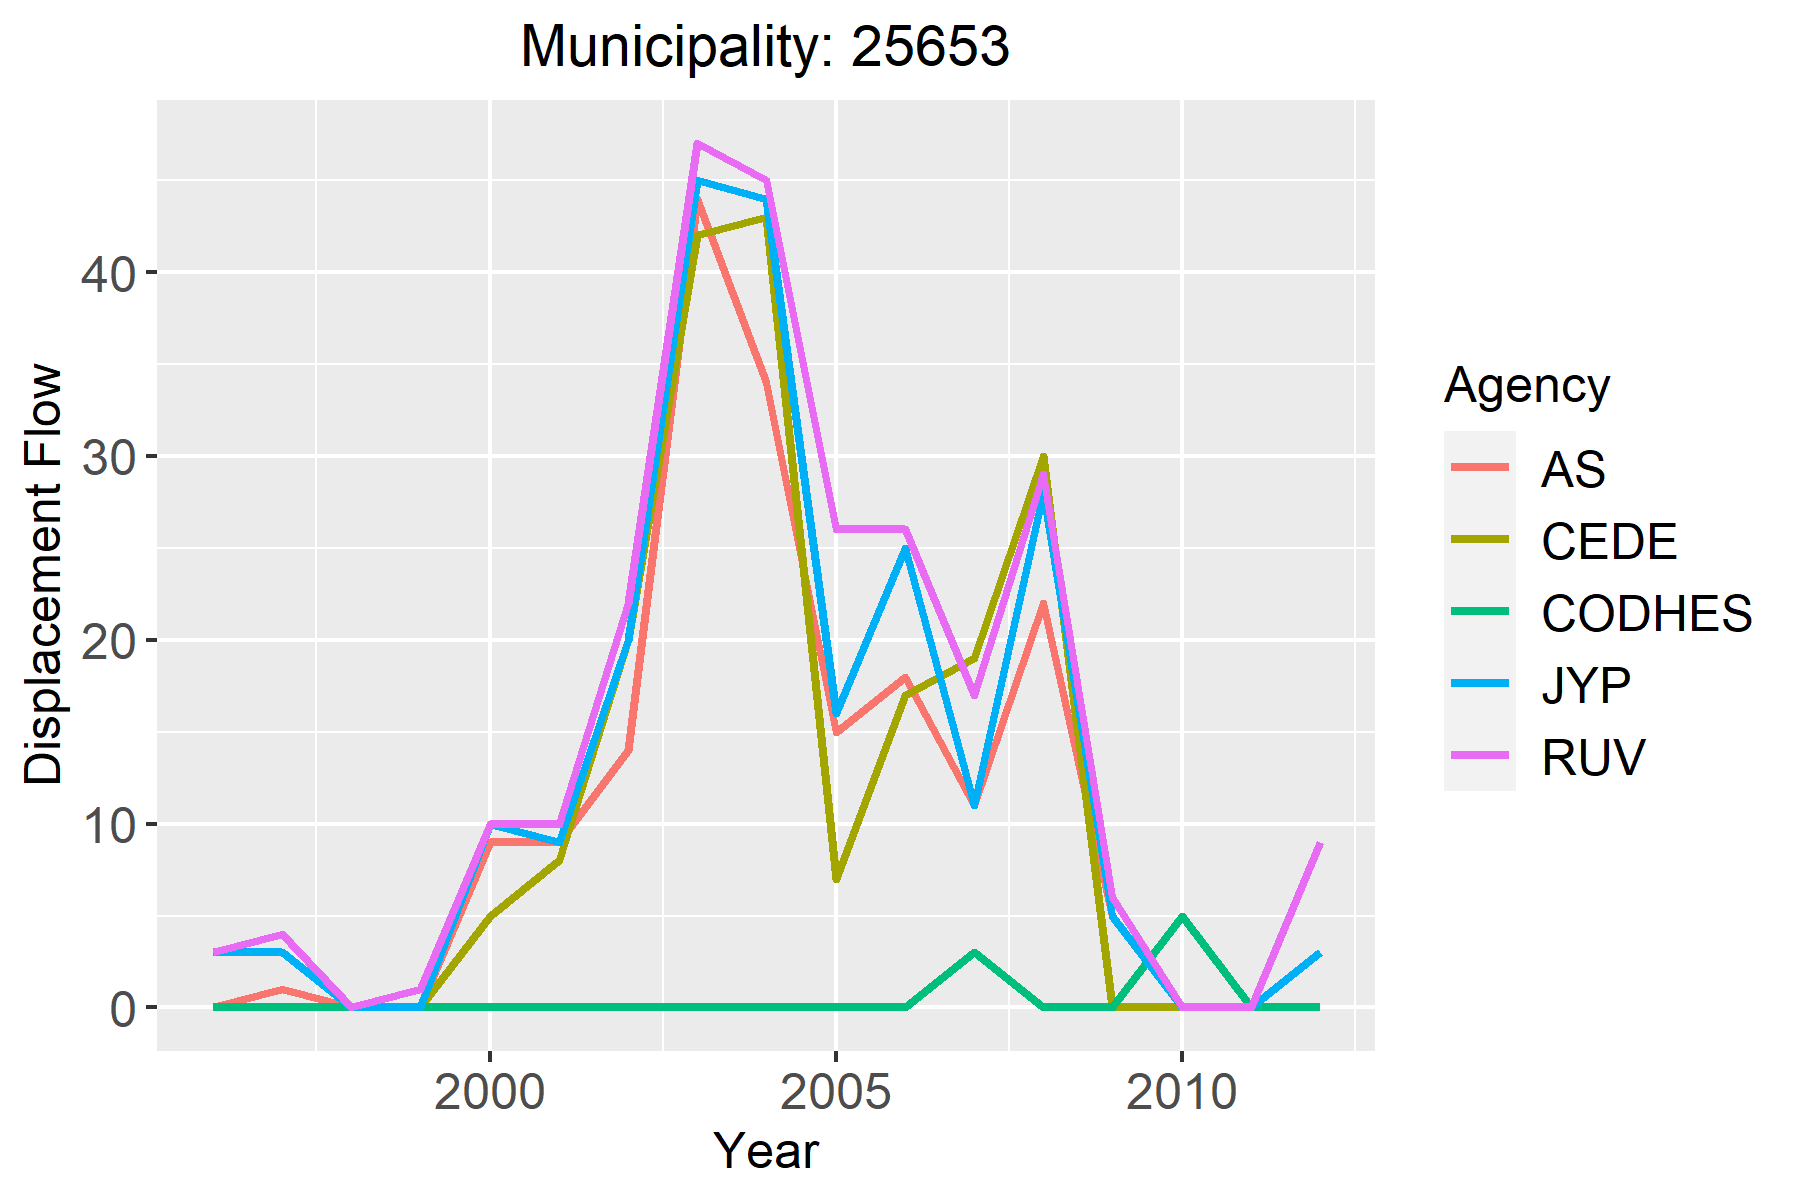 Municipality: 25653
Displacement Flow
40
30
20
10
0
2000 2005 2010
Year
Agency
AS
CEDE
CODHES
JYP
RUV